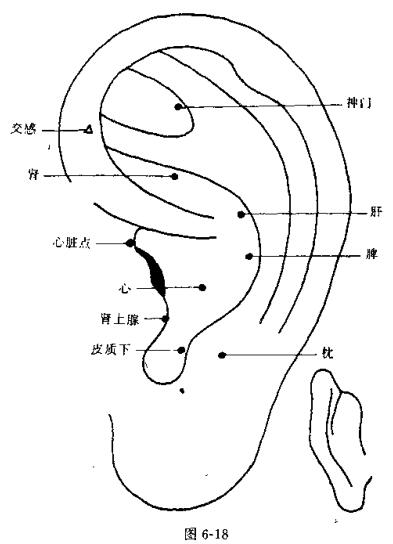 神门
交感
肾
肝
心脏点
脾
心
肾上腺
皮质下
枕
图 6-18